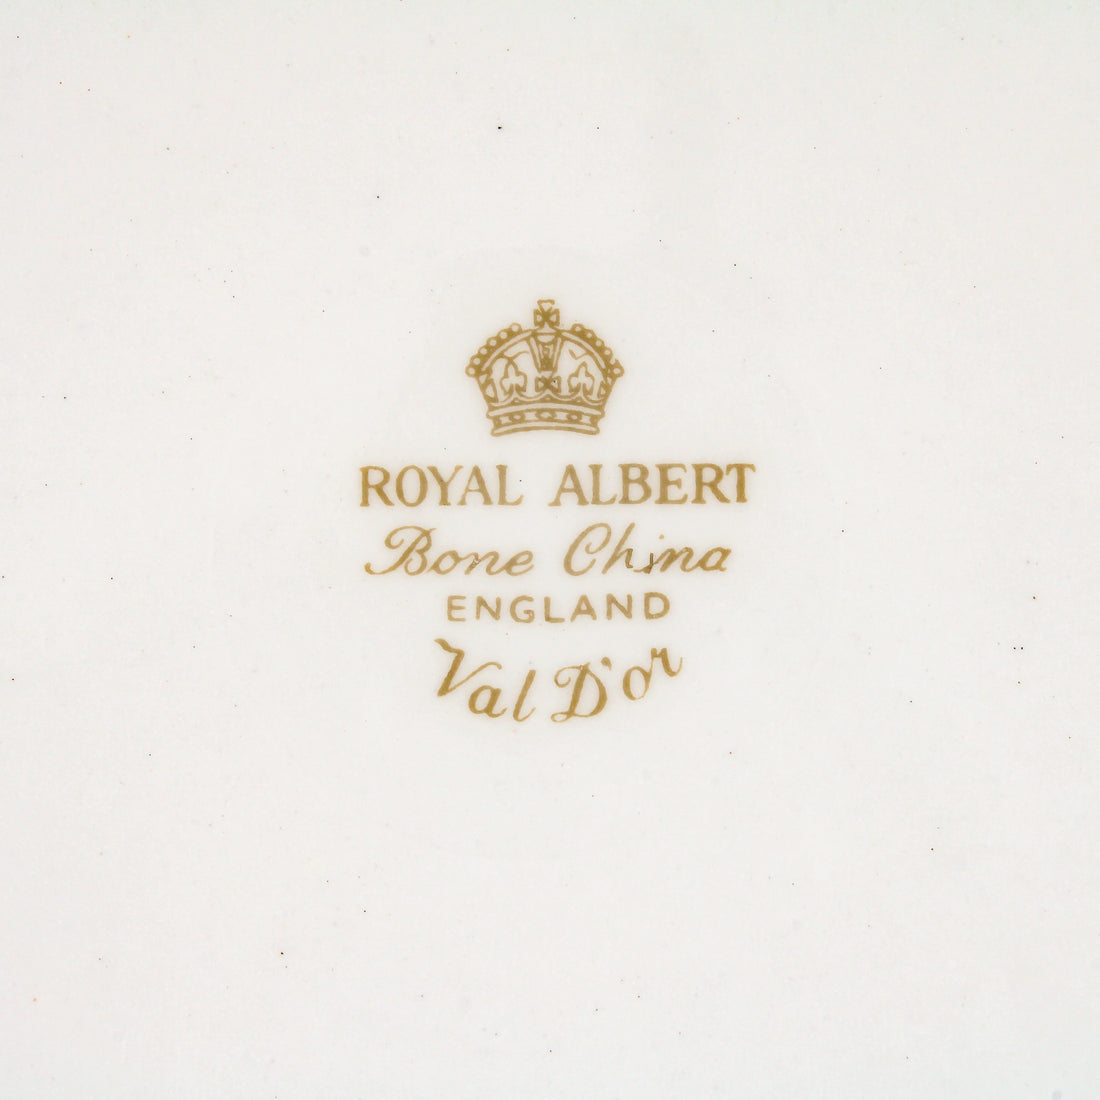 ROYAL ALBERT
Bone China
ENGLAND
Val D'or